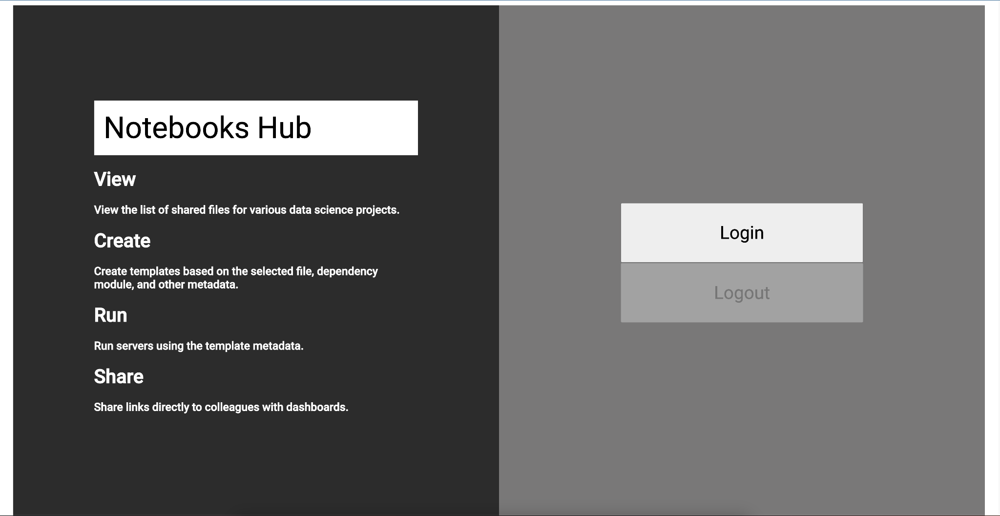 Notebooks Hub
View
View the list of shared files for various data science projects.
Create
Create templates based on the selected file, dependency
module, and other metadata.
Run
Run servers using the template metadata.
Share
Share links directly to colleagues with dashboards.
Login
Logout